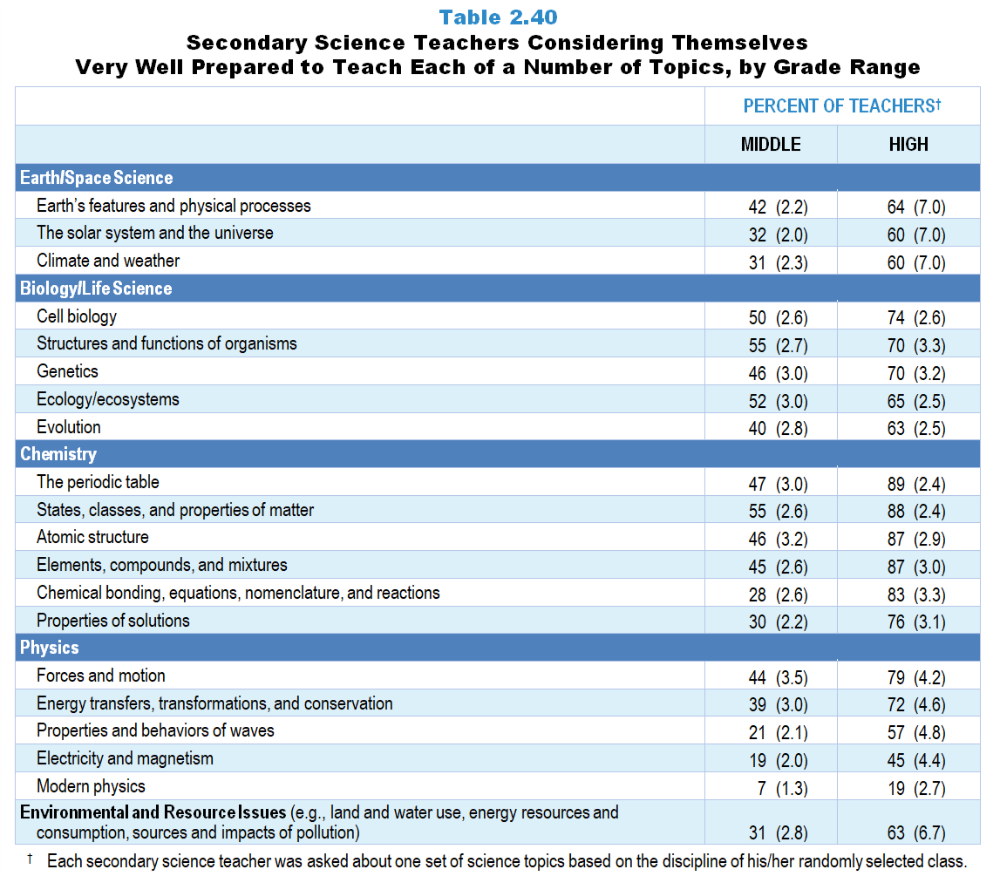 Table 2.40
Secondary Science Teachers Considering Themselves
Very Well Prepared to Teach Each of a Number of Topics, by Grade Range
PERCENT OF TEACHERS†
MIDDLE HIGH
Earth/Space Science
Earth's features and physical processes 42 (2.2) 64 (7.0)
The solar system and the universe 32 (2.0) 60 (7.0)
Climate and weather 31 (2.3) 60 (7.0)
Biology/Life Science
Cell biology 50 (2.6) 74 (2.6)
Structures and functions of organisms 55 (2.7) 70 (3.3)
Genetics 46 (3.0) 70 (3.2)
Ecology/ecosystems 52 (3.0) 65 (2.5)
Evolution 40 (2.8) 63 (2.5)
Chemistry
The periodic table 47 (3.0) 89 (2.4)
States, classes, and properties of matter 55 (2.6) 88 (2.4)
Atomic structure 46 (3.2) 87 (2.9)
Elements, compounds, and mixtures 45 (2.6) 87 (3.0)
Chemical bonding, equations, nomenclature, and reactions 28 (2.6) 83 (3.3)
Properties of solutions 30 (2.2) 76 (3.1)
Physics
Forces and motion 44 (3.5) 79 (4.2)
Energy transfers, transformations, and conservation 39 (3.0) 72 (4.6)
Properties and behaviors of waves 21 (2.1) 57 (4.8)
Electricity and magnetism 19 (2.0) 45 (4.4)
Modern physics 7 (1.3) 19 (2.7)
Environmental and Resource Issues (e.g., land and water use, energy resources and
consumption, sources and impacts of pollution) 31 (2.8) 63 (6.7)
† Each secondary science teacher was asked about one set of science topics based on the discipline of his/her randomly selected class.